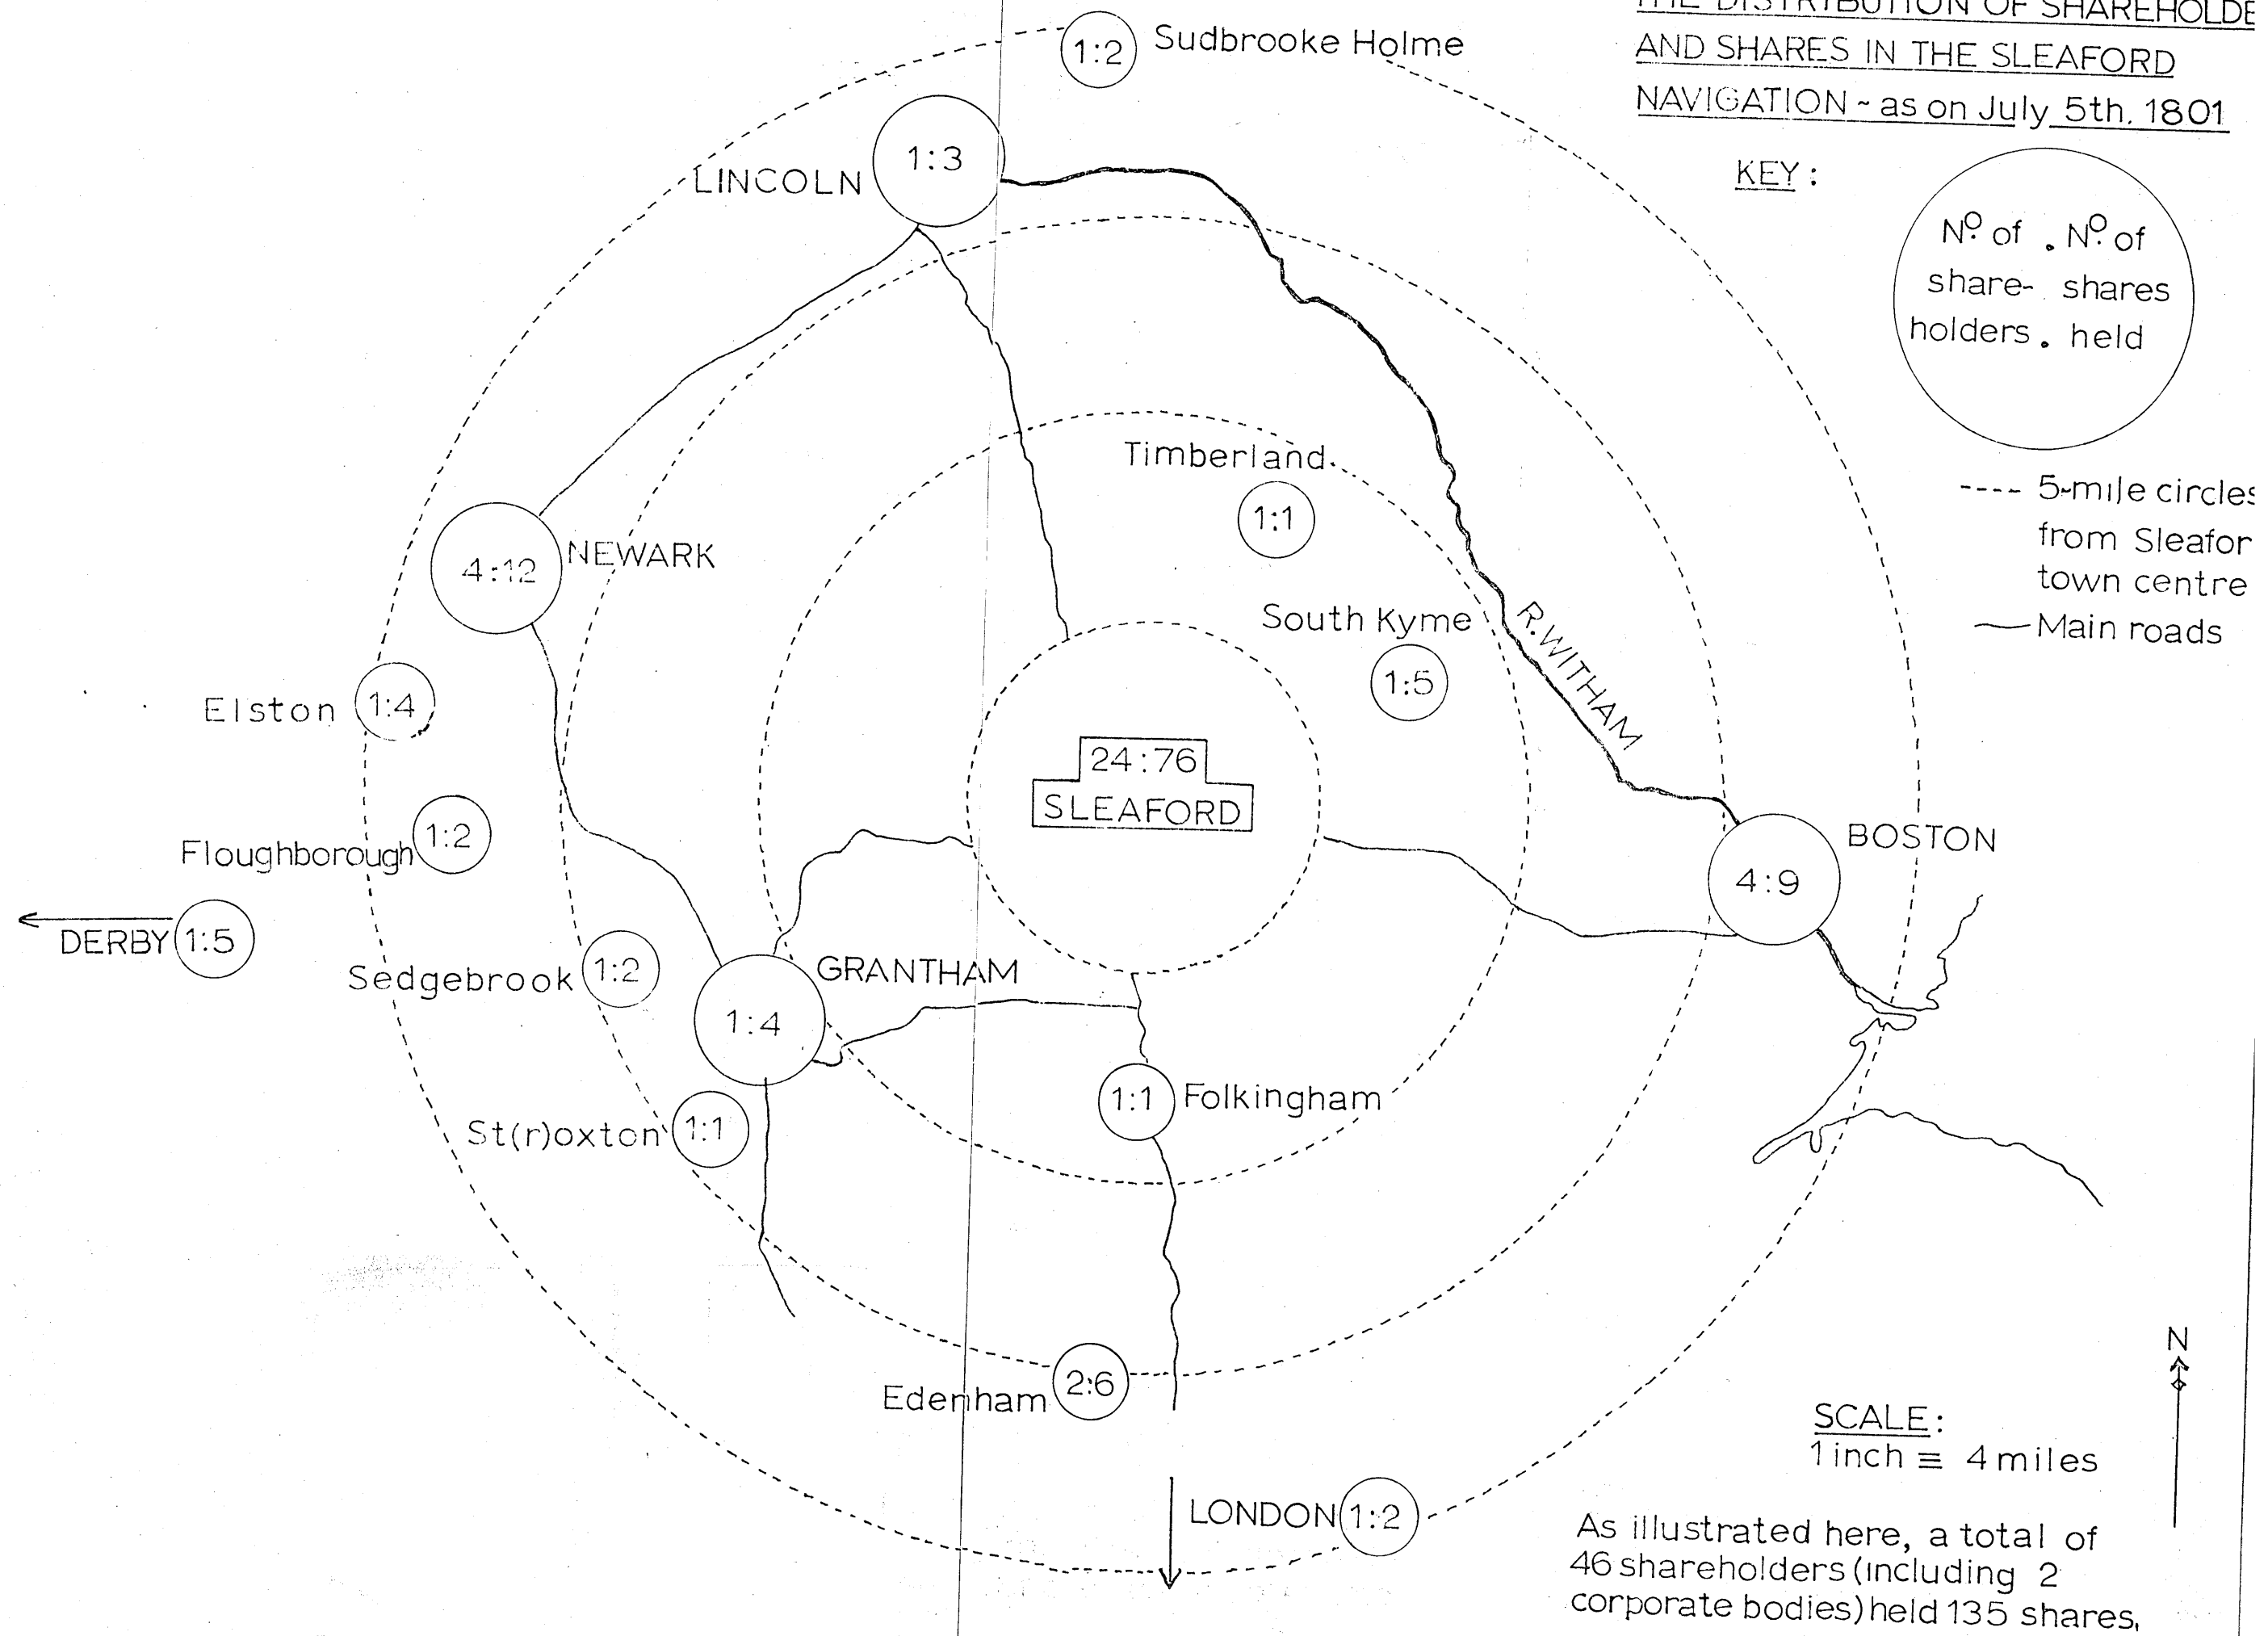 THE DISTRIBUTION OF SHAREHOLDE
AND SHARES IN THE SLEAFORD
NAVIGATION ~ as on July 5th. 1801
KEY :
Nº of . Nº of
share- shares
holders . held
---- 5-mile circles
from Sleafor
town centre
Main roads
1:2 Sudbrooke Holme
LINCOLN 1:3
Timberland
1:1
4:12 NEWARK
South Kyme
1:5
R. WITHAM
Elston 1:4
24:76
SLEAFORD
Floughborough 1:2
BOSTON
4:9
DERBY 1:5
Sedgebrook 1:2
GRANTHAM
1:4
1:1 Folkingham
St(r)oxton 1:1
Edenham 2:6
LONDON 1:2
N
SCALE :
1 inch ≡ 4 miles
As illustrated here, a total of
46 shareholders (including 2
corporate bodies) held 135 shares,